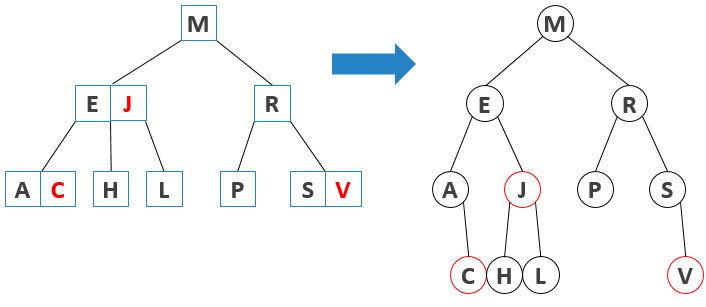 M
E J R
A C H L P S V
M
E R
A J P S
C H L V